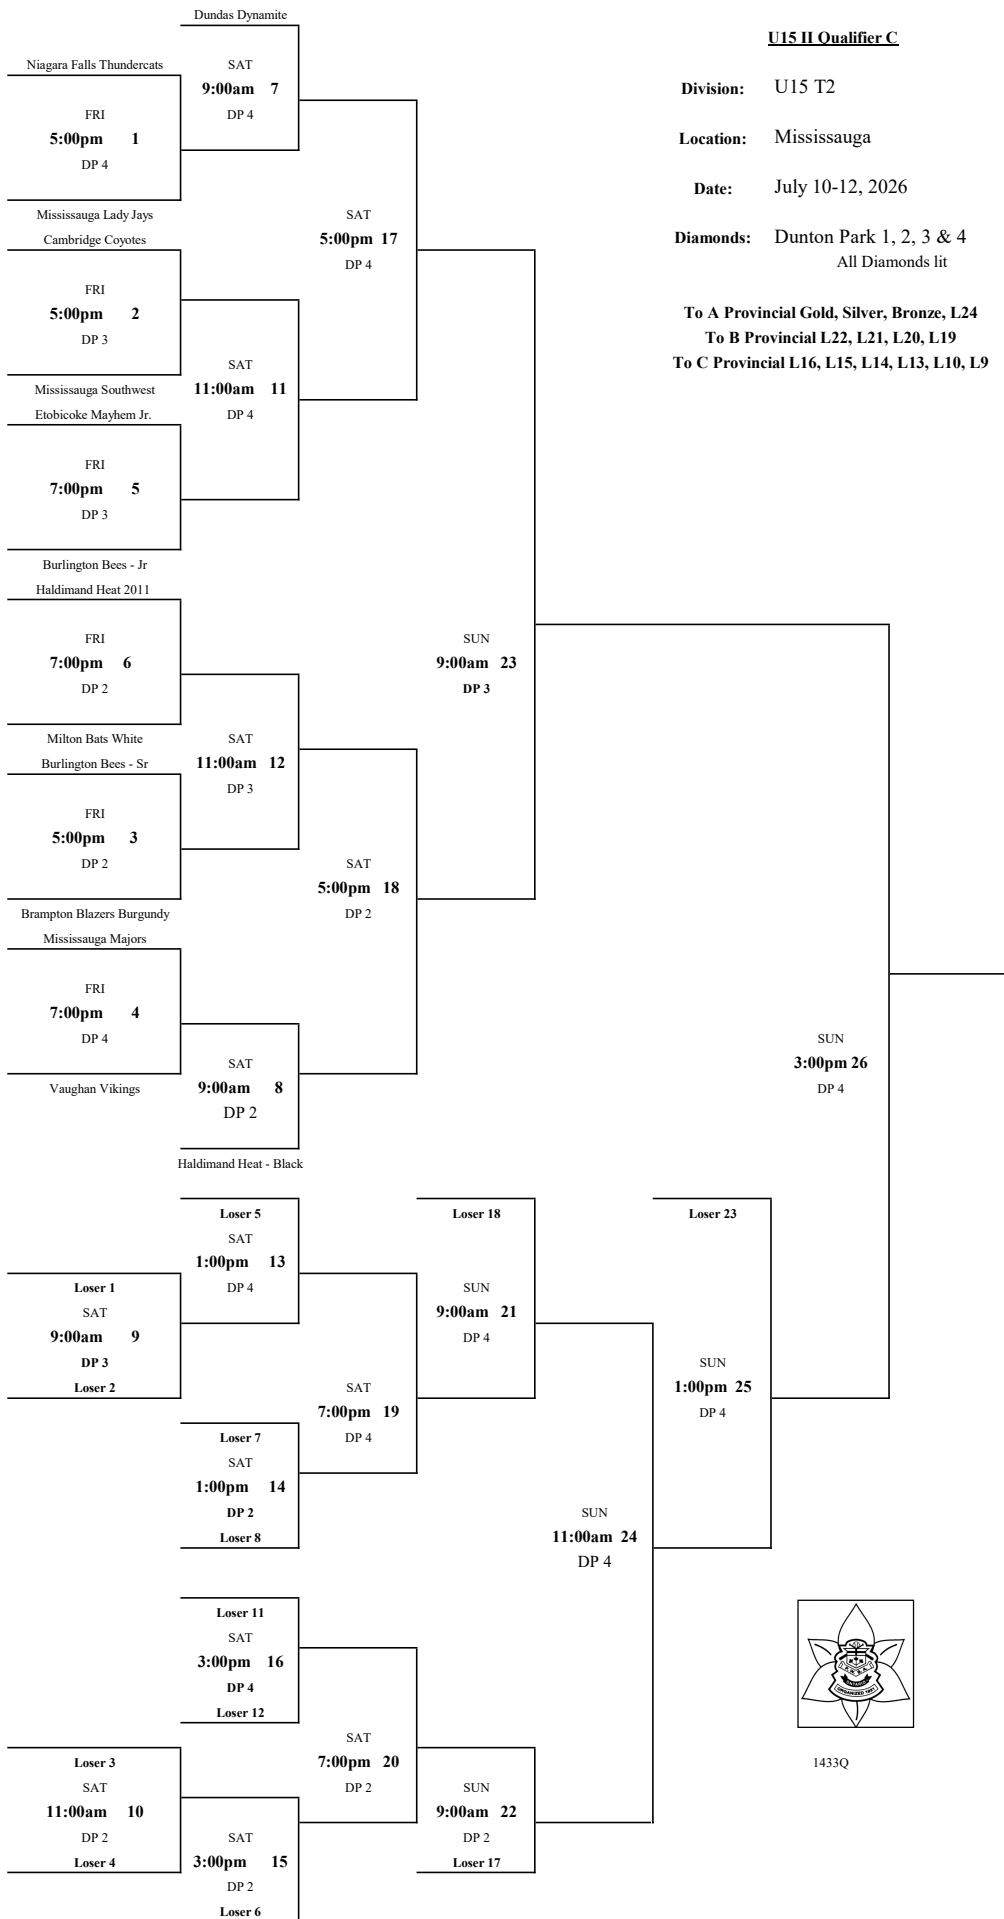 U15 II Qualifier C
Division: U15 T2
Location: Mississauga
Date: July 10-12, 2026
Diamonds: Dunton Park 1, 2, 3 & 4
All Diamonds lit
To A Provincial Gold, Silver, Bronze, L24
To B Provincial L22, L21, L20, L19
To C Provincial L16, L15, L14, L13, L10, L9
Dundas Dynamite
SAT
9:00am 7
DP 4
Niagara Falls Thundercats
FRI
5:00pm 1
DP 4
Mississauga Lady Jays
SAT
5:00pm 17
DP 4
Cambridge Coyotes
FRI
5:00pm 2
DP 3
Mississauga Southwest
SAT
11:00am 11
DP 4
Etobicoke Mayhem Jr.
FRI
7:00pm 5
DP 3
Burlington Bees - Jr
Haldimand Heat 2011
FRI
7:00pm 6
DP 2
Milton Bats White
SUN
9:00am 23
DP 3
SAT
11:00am 12
DP 3
Burlington Bees - Sr
FRI
5:00pm 3
DP 2
Brampton Blazers Burgundy
SAT
5:00pm 18
DP 2
Mississauga Majors
FRI
7:00pm 4
DP 4
Vaughan Vikings
SAT
9:00am 8
DP 2
Haldimand Heat - Black
SUN
3:00pm 26
DP 4
Loser 5
SAT
1:00pm 13
DP 4
Loser 18
SUN
9:00am 21
DP 4
Loser 23
SUN
1:00pm 25
DP 4
Loser 1
SAT
9:00am 9
DP 3
Loser 2
SAT
7:00pm 19
DP 4
Loser 7
SAT
1:00pm 14
DP 2
Loser 8
SUN
11:00am 24
DP 4
Loser 11
SAT
3:00pm 16
DP 4
Loser 12
SAT
7:00pm 20
DP 2
Loser 3
SAT
11:00am 10
DP 2
Loser 4
SUN
9:00am 22
DP 2
Loser 17
SAT
3:00pm 15
DP 2
Loser 6
1433Q